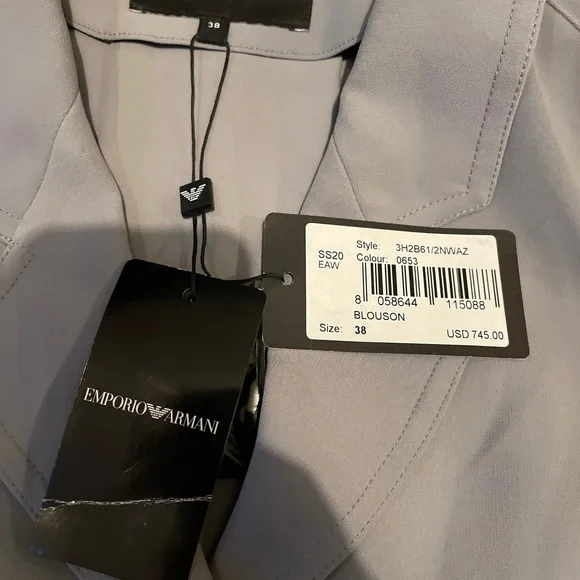 38
SS20
EAW
Style: 3H2B61/2NWAZ
Colour: 0653
8 058644 115088
BLOUSON
Size: 38 USD 745.00
EMPORIO ARMANI